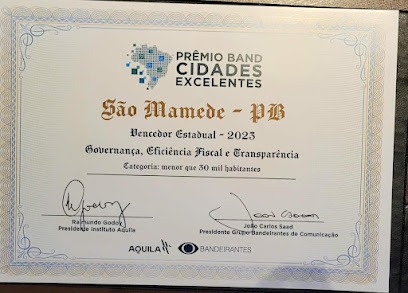 PRÊMIO BAND
CIDADES
EXCELENTES
São Mamede - PB
Vencedor Estadual - 2023
Governança, Eficiência Fiscal e Transparência
Categoria: menor que 30 mil habitantes
Raimundo Godoy
Presidente Instituto Aquila
João Carlos Saad
Presidente Grupo Bandeirantes de Comunicação
AQUILA BANDEIRANTES